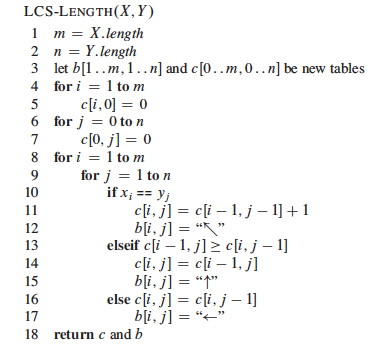 LCS-LENGTH(X, Y)
1 m = X.length
2 n = Y.length
3 let b[1..m, 1..n] and c[0..m, 0..n] be new tables
4 for i = 1 to m
5 c[i, 0] = 0
6 for j = 0 to n
7 c[0, j] = 0
8 for i = 1 to m
9 for j = 1 to n
10 if xᵢ == yⱼ
11 c[i, j] = c[i − 1, j − 1] + 1
12 b[i, j] = “↖”
13 elseif c[i − 1, j] ≥ c[i, j − 1]
14 c[i, j] = c[i − 1, j]
15 b[i, j] = “↑”
16 else c[i, j] = c[i, j − 1]
17 b[i, j] = “←”
18 return c and b